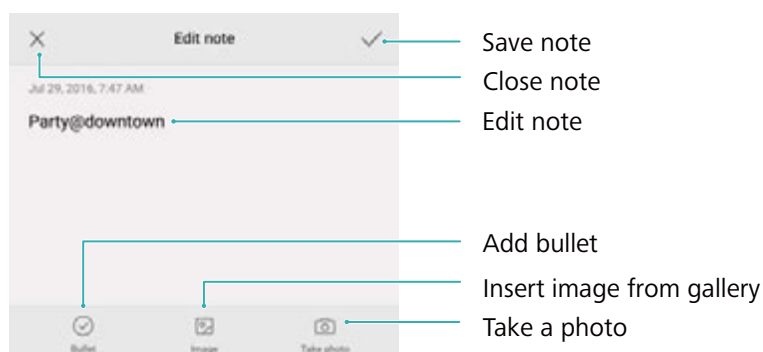 Edit note
Save note
Close note
Jul 29, 2016, 7:47 AM
Party@downtown
Edit note
Add bullet
Insert image from gallery
Take a photo
Bullet
Image
Take photo